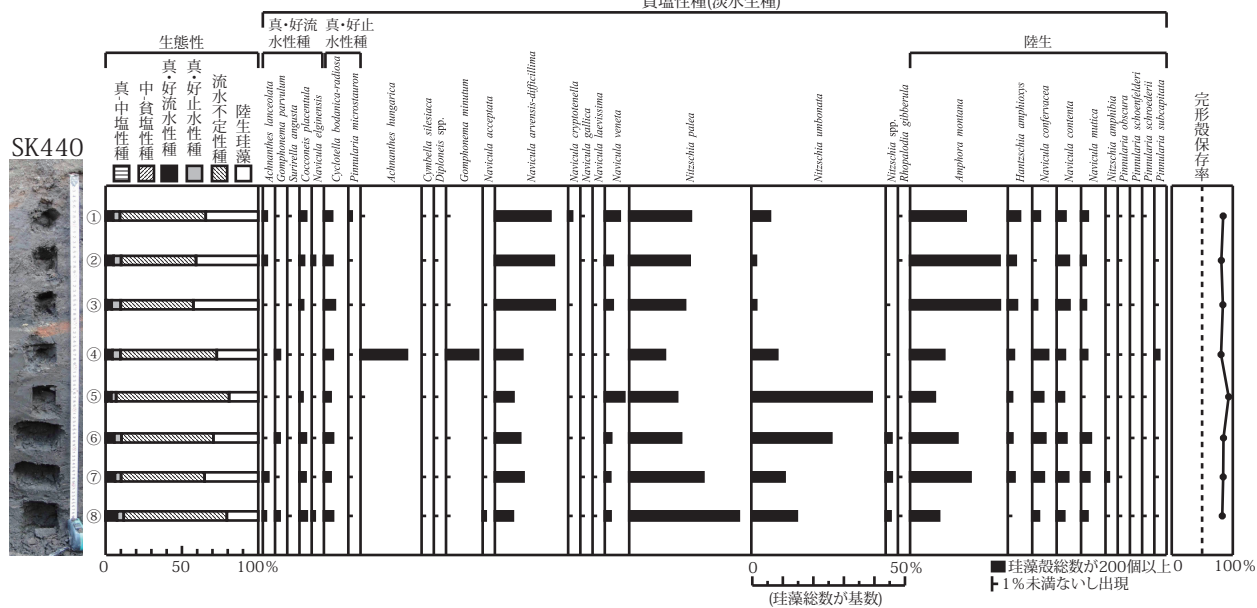 貧塩性種(淡水生種)
真・好流
水性種
真・好止
水性種
生態性
陸生
真・中塩性種
中-貧塩性種
真・好流水性種
真・好止水性種
流水不定性種
陸生珪藻
Achnanthes lanceolata
Gomphonema parvulum
Surirella angusta
Cocconeis placentula
Navicula elginensis
Cyclotella bodanica-radiosa
Pinnularia microstauron
Achnanthes hungarica
Cymbella silesiaca
Diploneis spp.
Gomphonema minutum
Navicula acceptata
Navicula arvensis-difficillima
Navicula cryptotenella
Navicula gallica
Navicula laevissima
Navicula veneta
Nitzschia palea
Nitzschia umbonata
Nitzschia spp.
Rhopalodia gibberula
Amphora montana
Hantzschia amphioxys
Navicula confervacea
Navicula contenta
Navicula mutica
Nitzschia amphibia
Pinnularia obscura
Pinnularia schoenfelderi
Pinnularia schroederii
Pinnularia subcapitata
完形殻保存率
SK440
①
②
③
④
⑤
⑥
⑦
⑧
0 50 100%
0 50%
(珪藻総数が基数)
珪藻殻総数が200個以上
1%未満ないし出現
0 100%